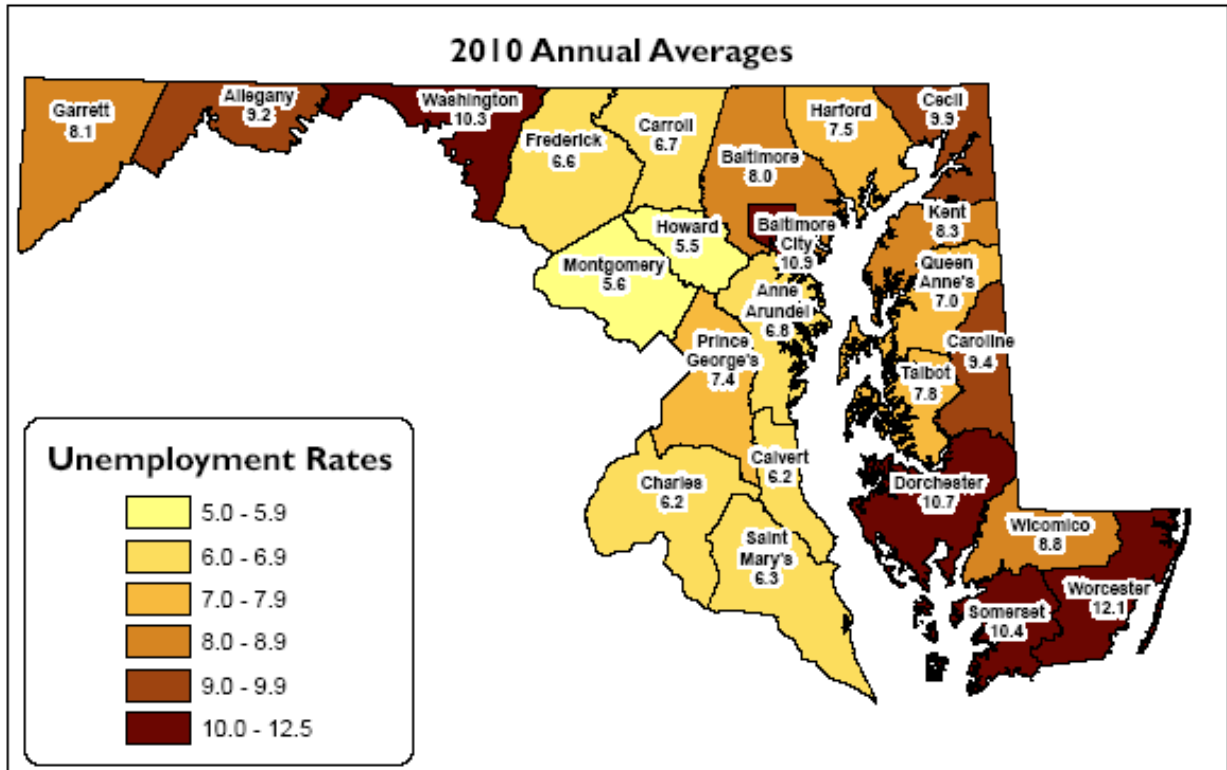 2010 Annual Averages
Garrett
8.1
Allegany
9.2
Washington
10.3
Frederick
6.6
Carroll
6.7
Baltimore
8.0
Harford
7.5
Cecil
9.9
Howard
5.5
Montgomery
5.6
Baltimore
City
10.9
Kent
8.3
Queen
Anne's
7.0
Anne
Arundel
6.8
Prince
George's
7.4
Caroline
9.4
Talbot
7.8
Charles
6.2
Calvert
6.2
Saint
Mary's
6.3
Dorchester
10.7
Wicomico
8.8
Somerset
10.4
Worcester
12.1
Unemployment Rates
5.0 - 5.9
6.0 - 6.9
7.0 - 7.9
8.0 - 8.9
9.0 - 9.9
10.0 - 12.5